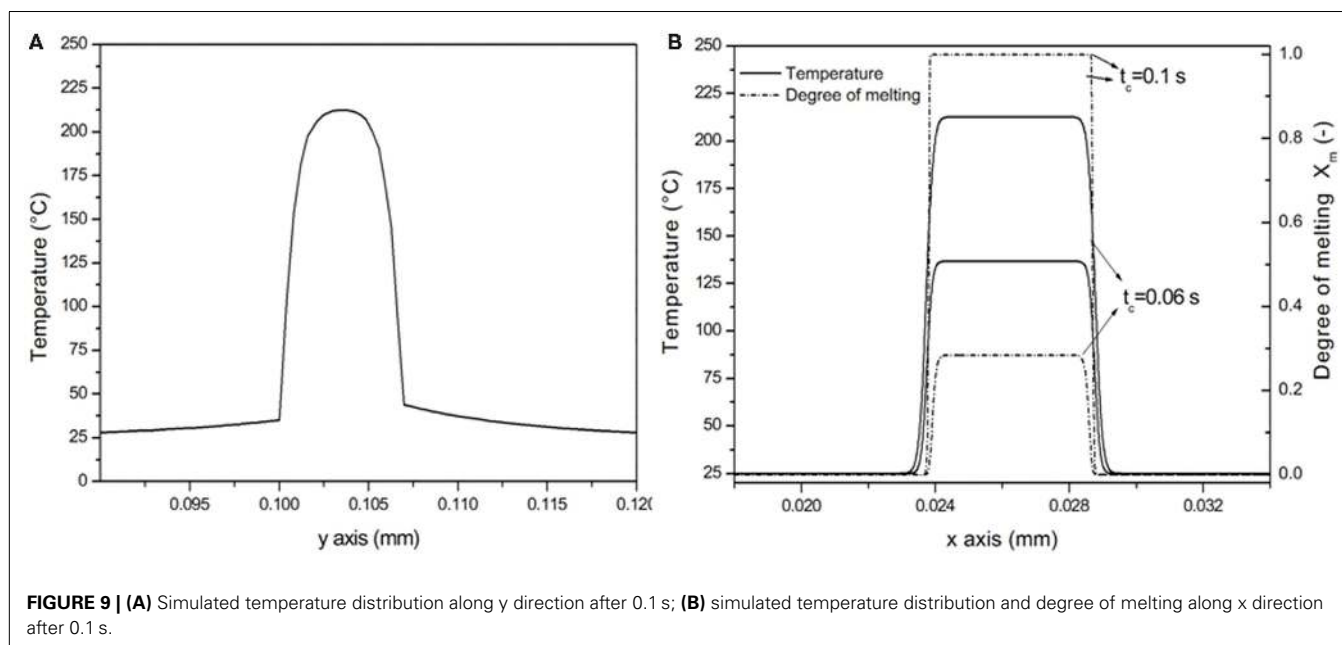 A
250
225
200
175
150
125
100
75
50
25
0
Temperature (°C)
0.095
0.100
0.105
0.110
0.115
0.12
y axis (mm)
B
250
225
200
175
150
125
100
75
50
25
Temperature (°C)
Temperature
Degree of melting
t_c=0.1 s
t_c=0.06 s
1.0
0.8
0.6
0.4
0.2
0.0
Degree of melting X_m (-)
0.020
0.024
0.028
0.032
x axis (mm)
FIGURE 9 | (A) Simulated temperature distribution along y direction after 0.1 s; (B) simulated temperature distribution and degree of melting along x direction
after 0.1 s.